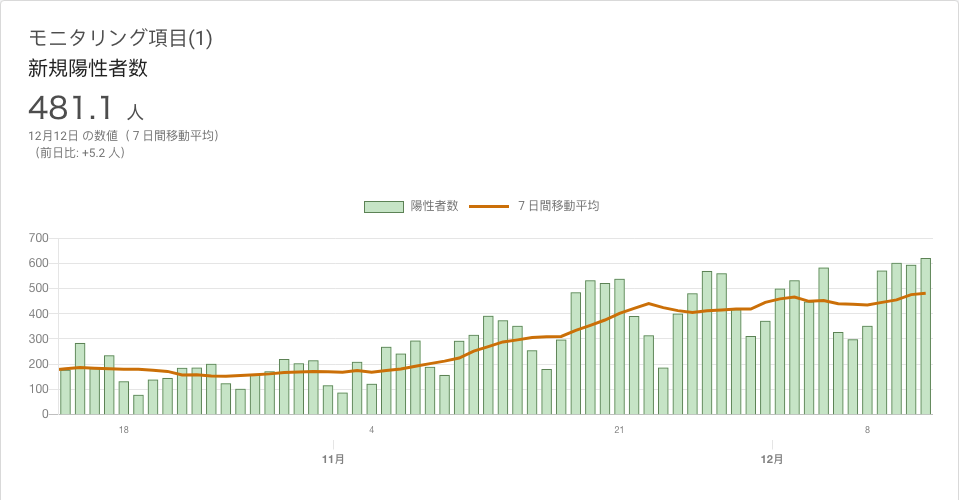 モニタリング項目(1)
新規陽性者数
481.1 人
12月12日 の数値（７日間移動平均）
（前日比: +5.2 人）
陽性者数 ７日間移動平均
700
600
500
400
300
200
100
0
18 4 21 8
11月 12月